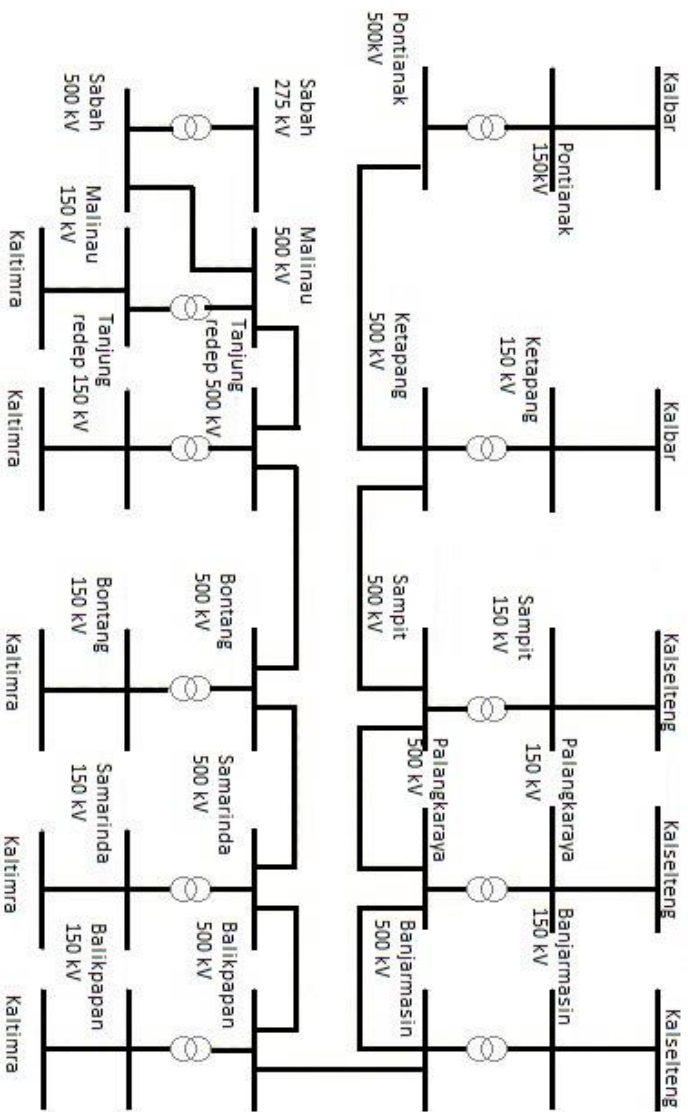 Kalbar
Kalbar
Kalselteng
Kalselteng
Kalselteng
Pontianak
150kV
Ketapang
150 kV
Sampit
150 kV
Palangkaraya
150 kV
Banjarmasin
150 kV
Pontianak
500kV
Ketapang
500 kV
Sampit
500 kV
Palangkaraya
500 kV
Banjarmasin
500 kV
Sabah
275 kV
Malinau
500 kV
Tanjung
redep 500 kV
Bontang
500 kV
Samarinda
500 kV
Balikpapan
500 kV
Sabah
500 kV
Malinau
150 kV
Tanjung
redep 150 kV
Bontang
150 kV
Samarinda
150 kV
Balikpapan
150 kV
Kaltimra
Kaltimra
Kaltimra
Kaltimra
Kaltimra